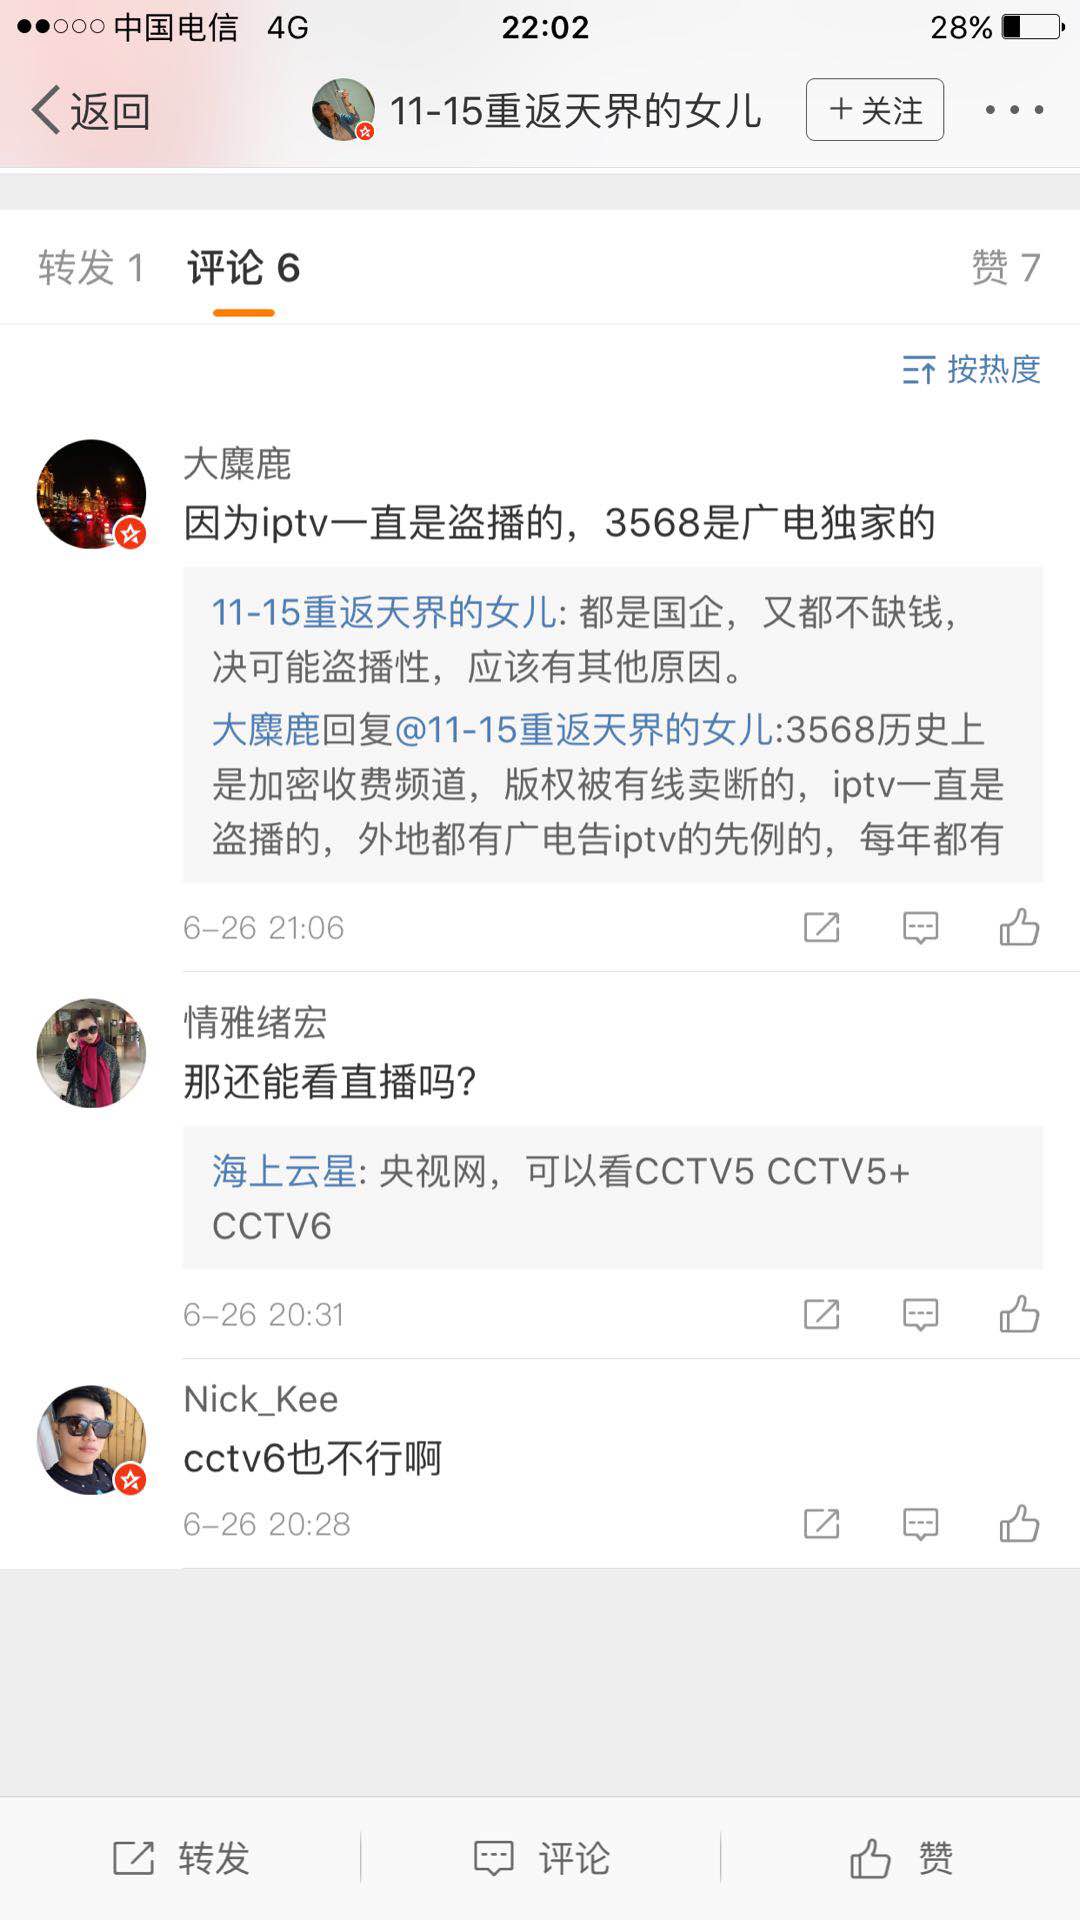 中国电信 4G 22:02 28%
返回 11-15重返天界的女儿 +关注
转发 1 评论 6 赞 7
按热度
大麋鹿
因为iptv一直是盗播的，3568是广电独家的
11-15重返天界的女儿: 都是国企，又都不缺钱，
决可能盗播性，应该有其他原因。
大麋鹿回复@11-15重返天界的女儿:3568历史上
是加密收费频道，版权被有线卖断的，iptv一直是
盗播的，外地都有广电告iptv的先例的，每年都有
6-26 21:06
情雅绪宏
那还能看直播吗？
海上云星: 央视网，可以看CCTV5 CCTV5+
CCTV6
6-26 20:31
Nick_Kee
cctv6也不行啊
6-26 20:28
转发 评论 赞